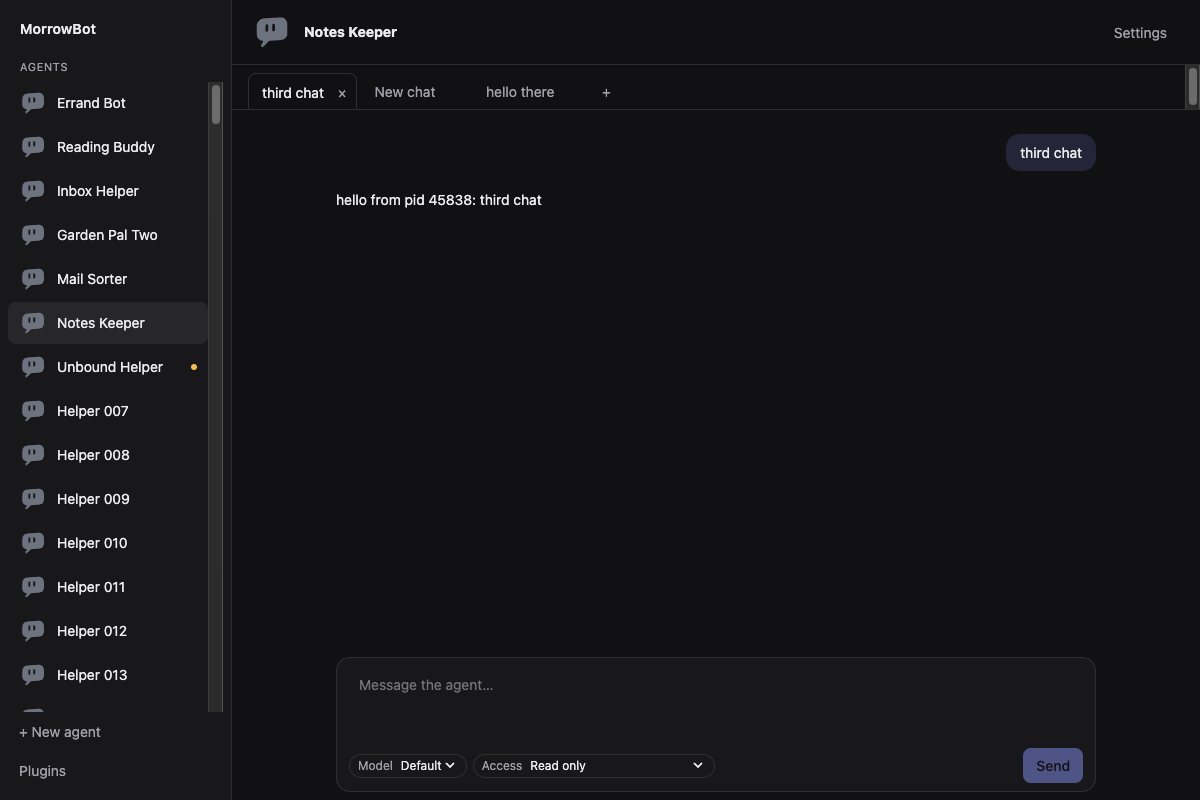 MorrowBot
AGENTS
Errand Bot
Reading Buddy
Inbox Helper
Garden Pal Two
Mail Sorter
Notes Keeper
Unbound Helper
Helper 007
Helper 008
Helper 009
Helper 010
Helper 011
Helper 012
Helper 013
+ New agent
Plugins
Notes Keeper
Settings
third chat ×
New chat
hello there
+
third chat
hello from pid 45838: third chat
Message the agent...
Model Default
Access Read only
Send